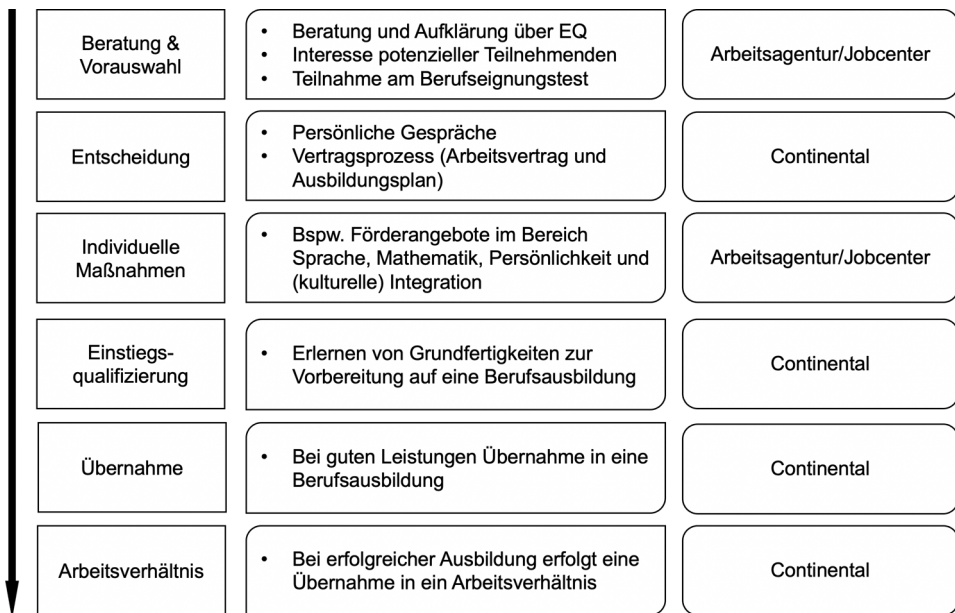 Beratung &
Vorauswahl
• Beratung und Aufklärung über EQ
• Interesse potenzieller Teilnehmenden
• Teilnahme am Berufseignungstest
Arbeitsagentur/Jobcenter
Entscheidung
• Persönliche Gespräche
• Vertragsprozess (Arbeitsvertrag und
Ausbildungsplan)
Continental
Individuelle
Maßnahmen
• Bspw. Förderangebote im Bereich
Sprache, Mathematik, Persönlichkeit und
(kulturelle) Integration
Arbeitsagentur/Jobcenter
Einstiegs-
qualifizierung
• Erlernen von Grundfertigkeiten zur
Vorbereitung auf eine Berufsausbildung
Continental
Übernahme
• Bei guten Leistungen Übernahme in eine
Berufsausbildung
Continental
Arbeitsverhältnis
• Bei erfolgreicher Ausbildung erfolgt eine
Übernahme in ein Arbeitsverhältnis
Continental